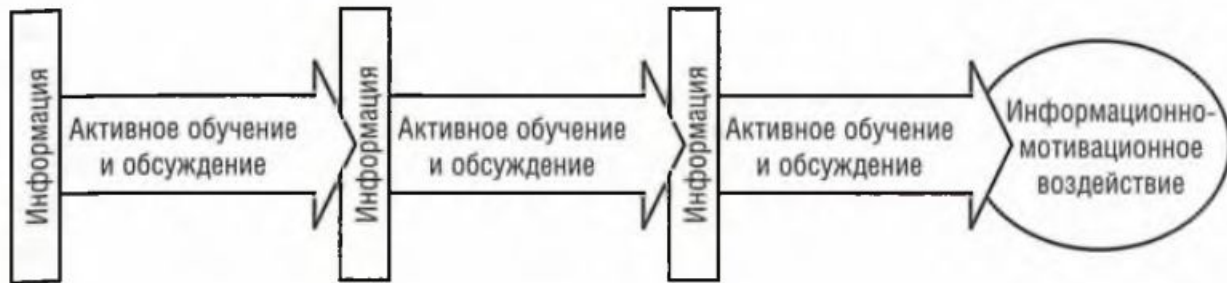 Информация
Активное обучение
и обсуждение
Информация
Активное обучение
и обсуждение
Информация
Активное обучение
и обсуждение
Информационно-
мотивационное
воздействие